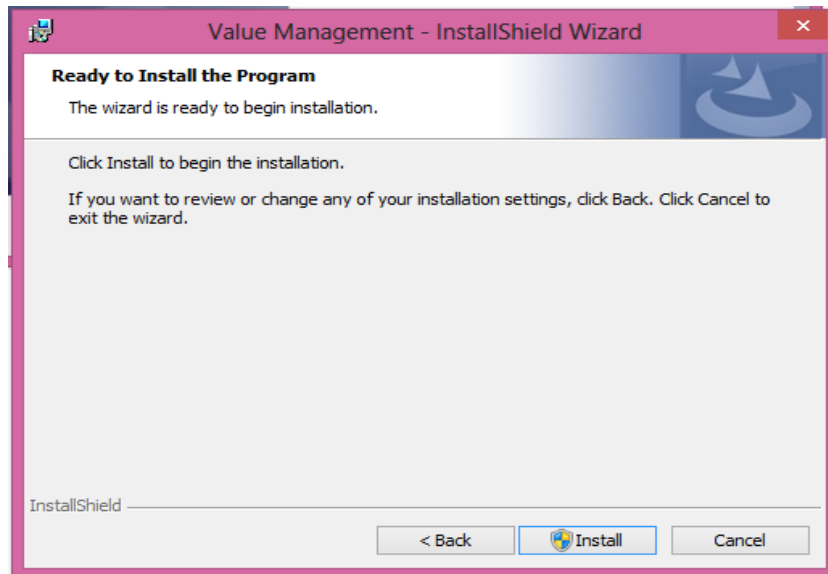 Value Management - InstallShield Wizard
Ready to Install the Program
The wizard is ready to begin installation.
Click Install to begin the installation.
If you want to review or change any of your installation settings, click Back. Click Cancel to
exit the wizard.
InstallShield
< Back
Install
Cancel